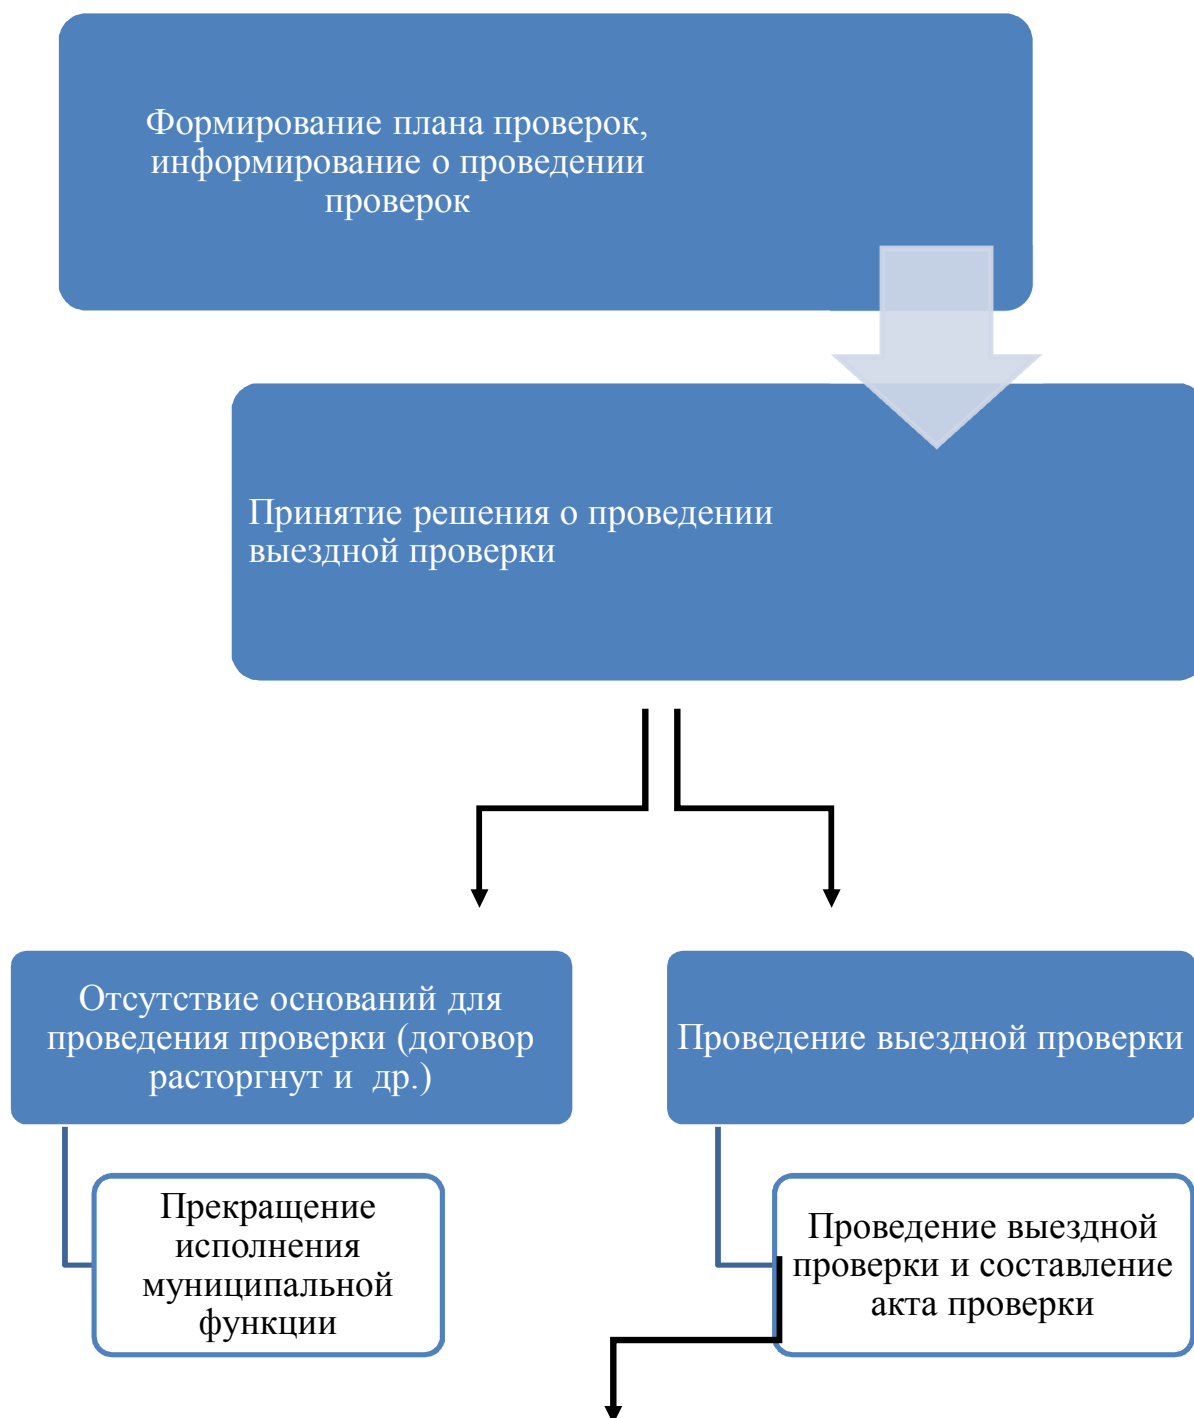 Формирование плана проверок,
информирование о проведении
проверок
Принятие решения о проведении
выездной проверки
Отсутствие оснований для
проведения проверки (договор
расторгнут и др.)
Проведение выездной проверки
Прекращение
исполнения
муниципальной
функции
Проведение выездной
проверки и составление
акта проверки